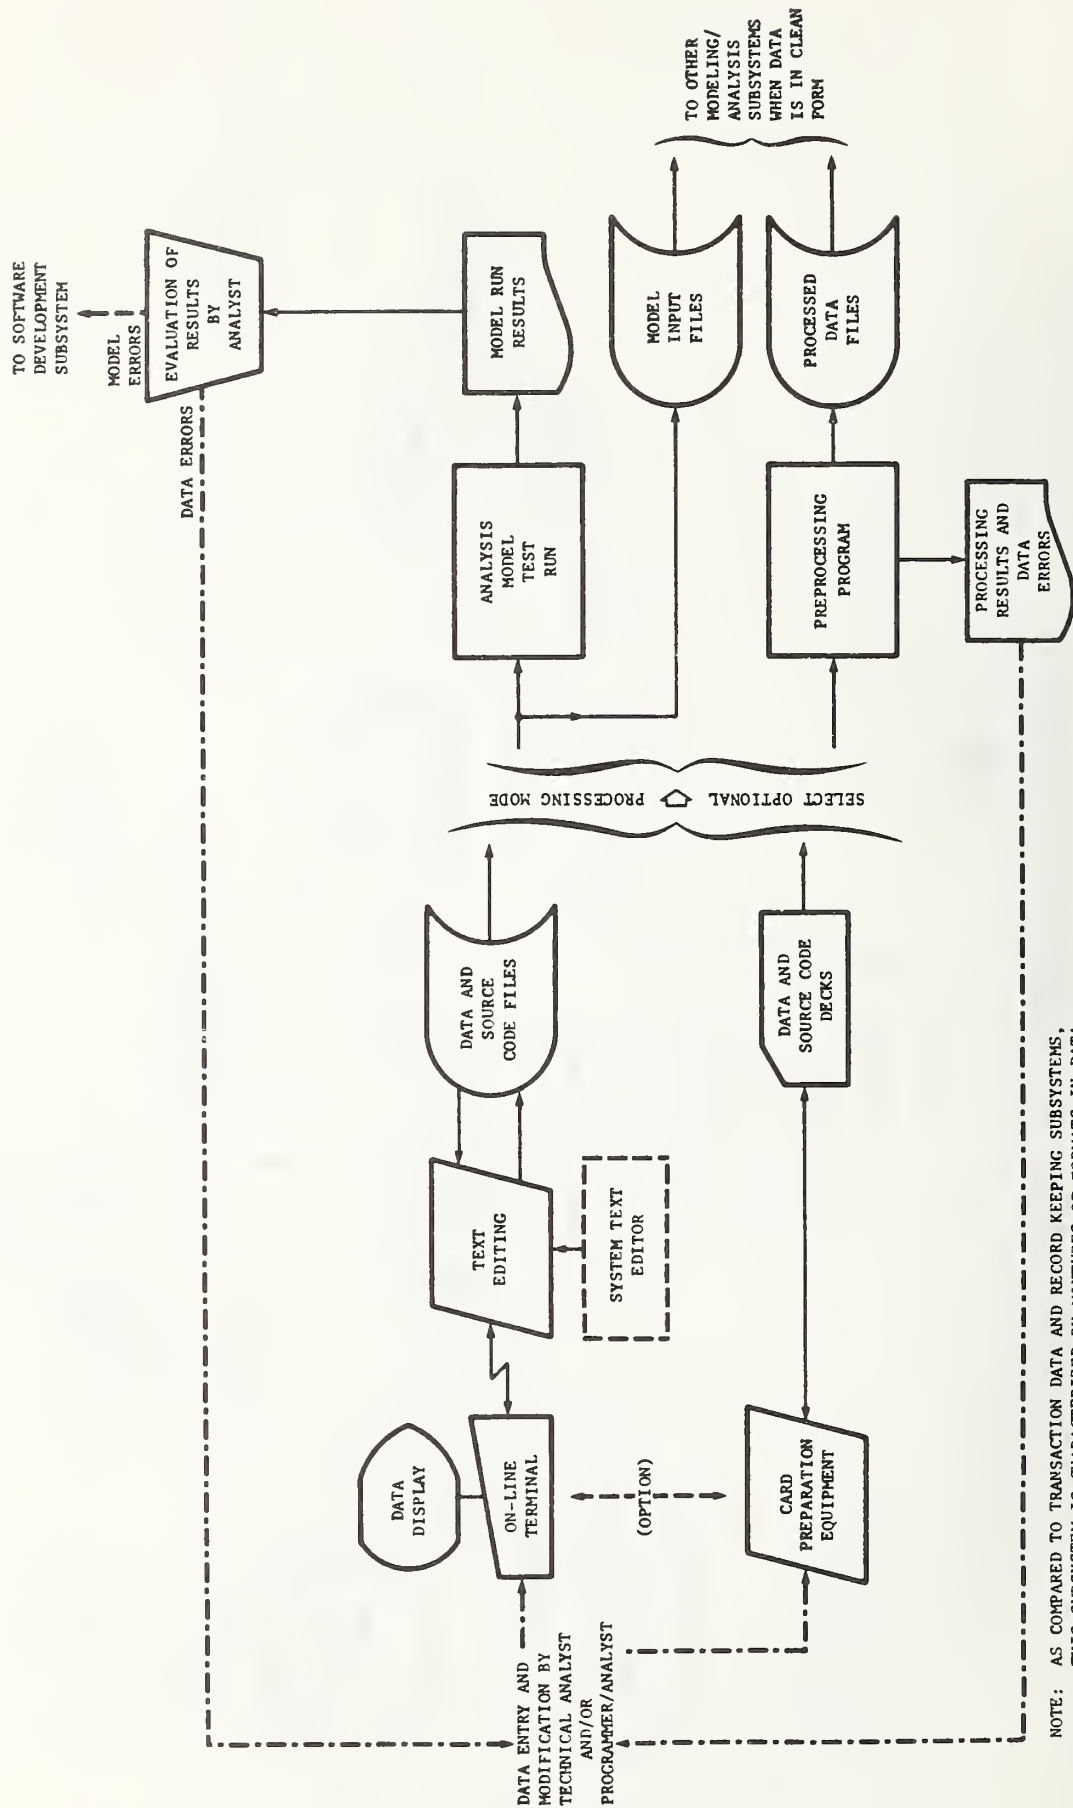 TO SOFTWARE
DEVELOPMENT
SUBSYSTEM
MODEL
ERRORS
EVALUATION OF
RESULTS
BY
ANALYST
DATA ERRORS
DATA
DISPLAY
ON-LINE
TERMINAL
TEXT
EDITING
SYSTEM TEXT
EDITOR
DATA AND
SOURCE
CODE FILES
ANALYSIS
MODEL
TEST
RUN
MODEL RUN
RESULTS
DATA ENTRY AND
MODIFICATION BY
TECHNICAL ANALYST
AND/OR
PROGRAMMER/ANALYST
(OPTION)
SELECT OPTIONAL
PROCESSING MODE
MODEL
INPUT
FILES
TO OTHER
MODELING/
ANALYSIS
SUBSYSTEMS
WHEN DATA
IS IN CLEAN
FORM
CARD
PREPARATION
EQUIPMENT
DATA AND
SOURCE CODE
DECKS
PREPROCESSING
PROGRAM
PROCESSED
DATA
FILES
PROCESSING
RESULTS AND
DATA
ERRORS
NOTE: AS COMPARED TO TRANSACTION DATA AND RECORD KEEPING SUBSYSTEMS,